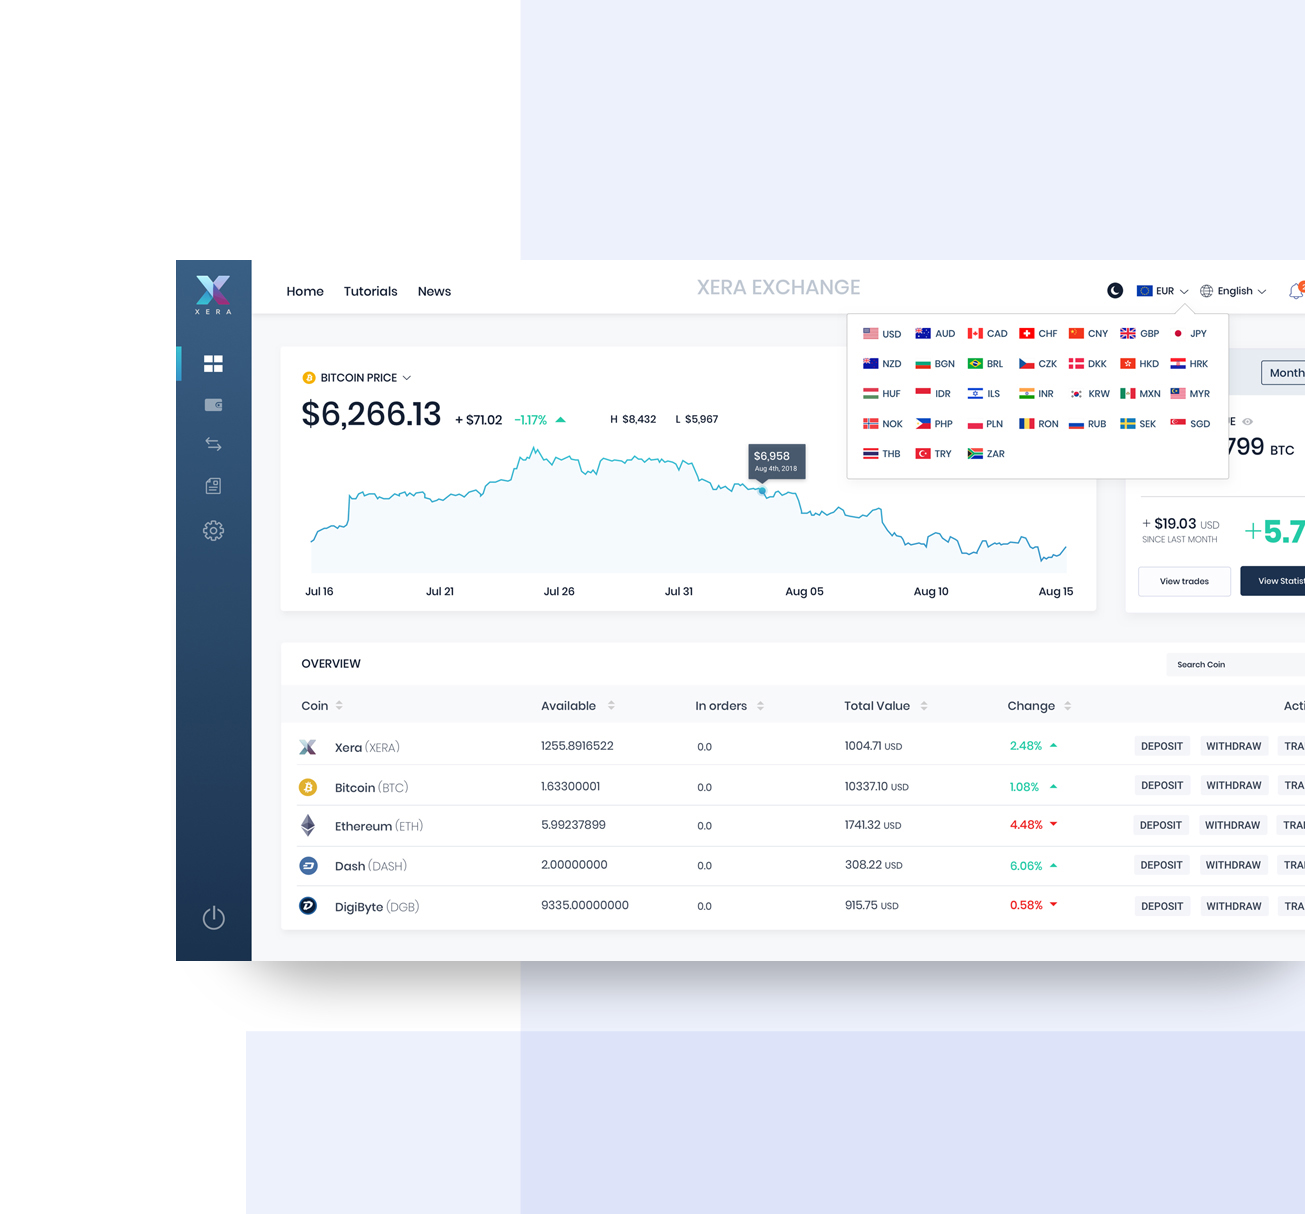 XERA
Home Tutorials News
XERA EXCHANGE
EUR English
USD AUD CAD CHF CNY GBP JPY
NZD BGN BRL CZK DKK HKD HRK
HUF IDR ILS INR KRW MXN MYR
NOK PHP PLN RON RUB SEK SGD
THB TRY ZAR
BITCOIN PRICE
$6,266.13 + $71.02 -1.17% H $8,432 L $5,967
$6,958
Aug 4th, 2018
Jul 16 Jul 21 Jul 26 Jul 31 Aug 05 Aug 10 Aug 15
Month
799 BTC
+ $19.03 USD
SINCE LAST MONTH
+5.7
View trades View Statist
OVERVIEW
Search Coin
Coin Available In orders Total Value Change Acti
Xera (XERA) 1255.8916522 0.0 1004.71 USD 2.48% DEPOSIT WITHDRAW TRA
Bitcoin (BTC) 1.63300001 0.0 10337.10 USD 1.08% DEPOSIT WITHDRAW TRA
Ethereum (ETH) 5.99237899 0.0 1741.32 USD 4.48% DEPOSIT WITHDRAW TRA
Dash (DASH) 2.00000000 0.0 308.22 USD 6.06% DEPOSIT WITHDRAW TRA
DigiByte (DGB) 9335.00000000 0.0 915.75 USD 0.58% DEPOSIT WITHDRAW TRA